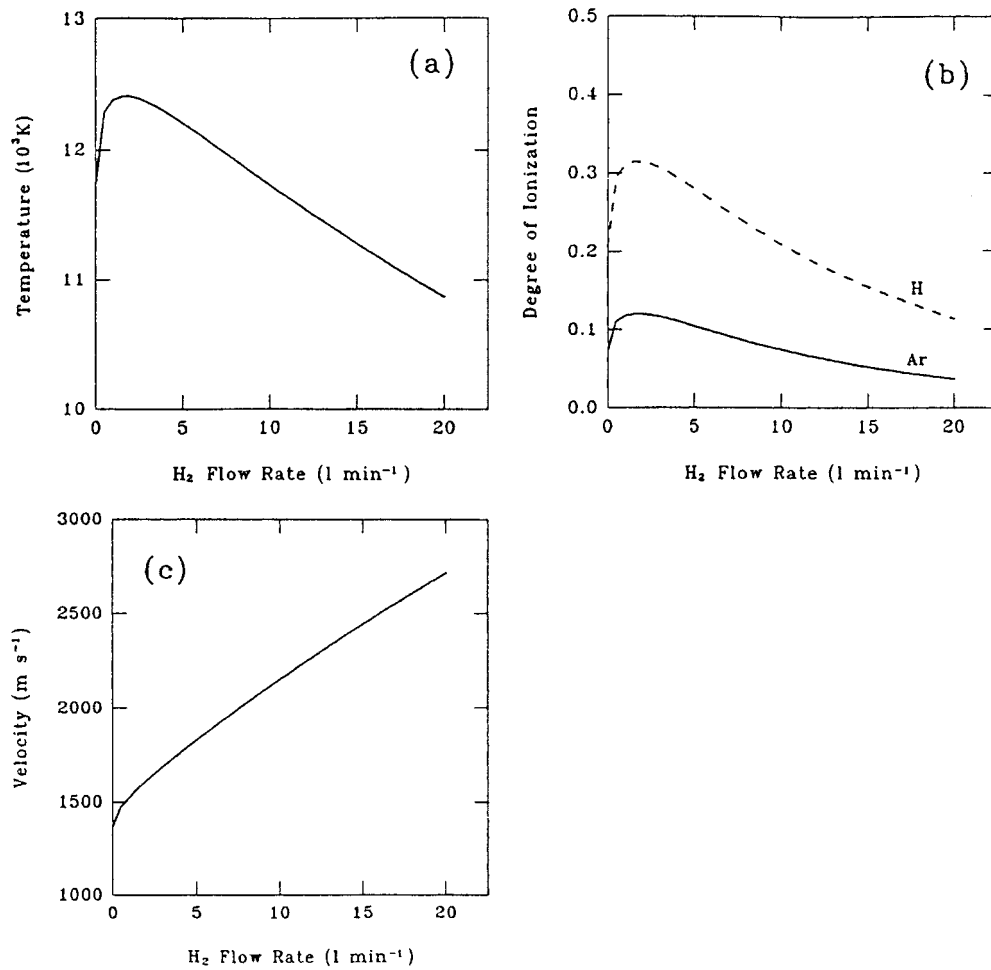 13
12
11
10
Temperature (10³K)
(a)
0 5 10 15 20
H₂ Flow Rate (l min⁻¹)
0.5
0.4
0.3
0.2
0.1
0.0
Degree of Ionization
(b)
H
Ar
0 5 10 15 20
H₂ Flow Rate (l min⁻¹)
3000
2500
2000
1500
1000
Velocity (m s⁻¹)
(c)
0 5 10 15 20
H₂ Flow Rate (l min⁻¹)